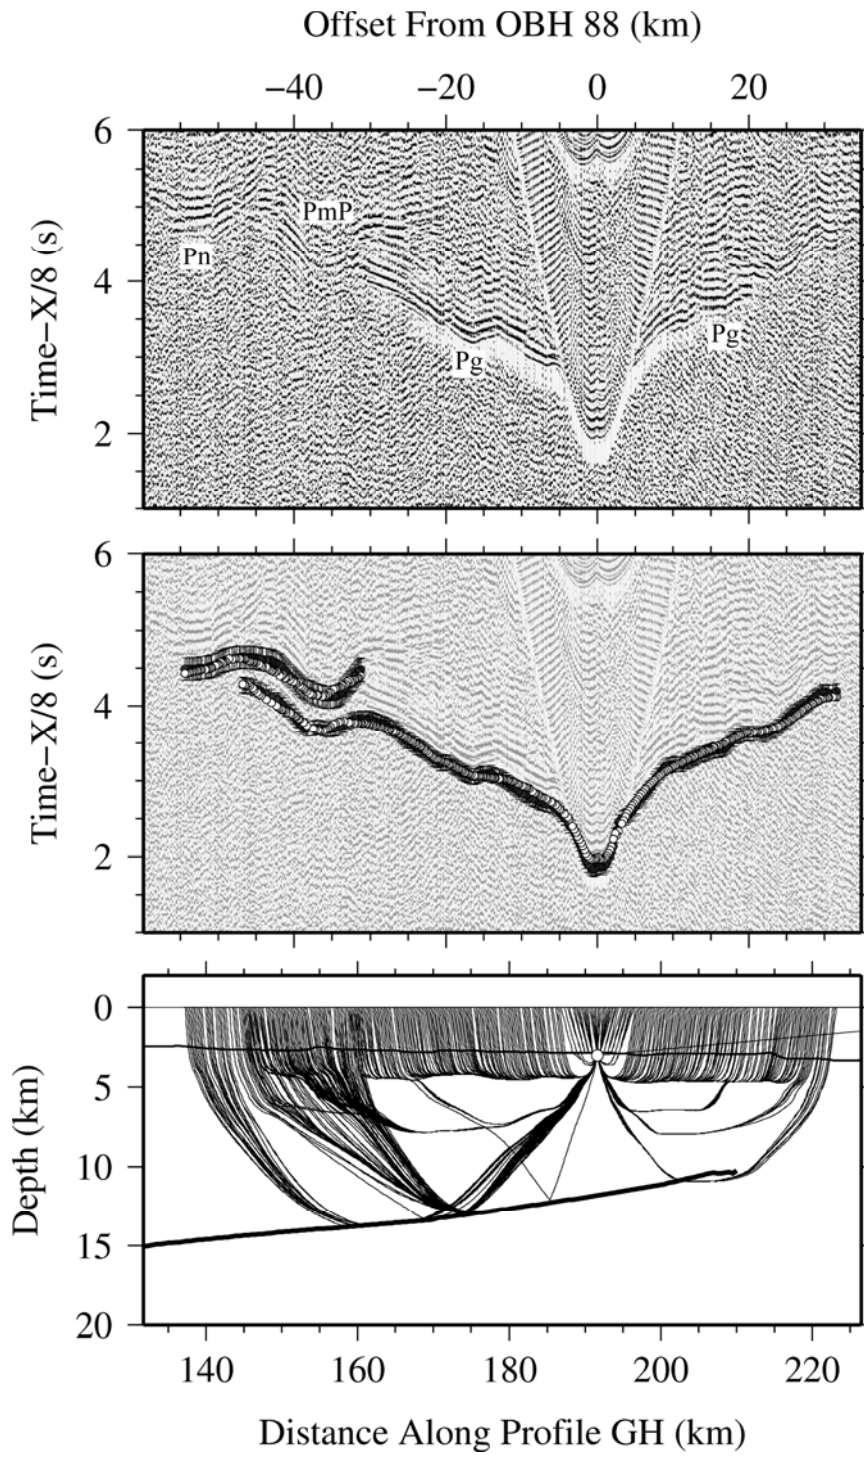 Offset From OBH 88 (km)
−40 −20 0 20
6
PmP
Pn
4
Pg
Pg
2
Time−X/8 (s)
6
4
2
Time−X/8 (s)
0
5
10
15
20
Depth (km)
140 160 180 200 220
Distance Along Profile GH (km)